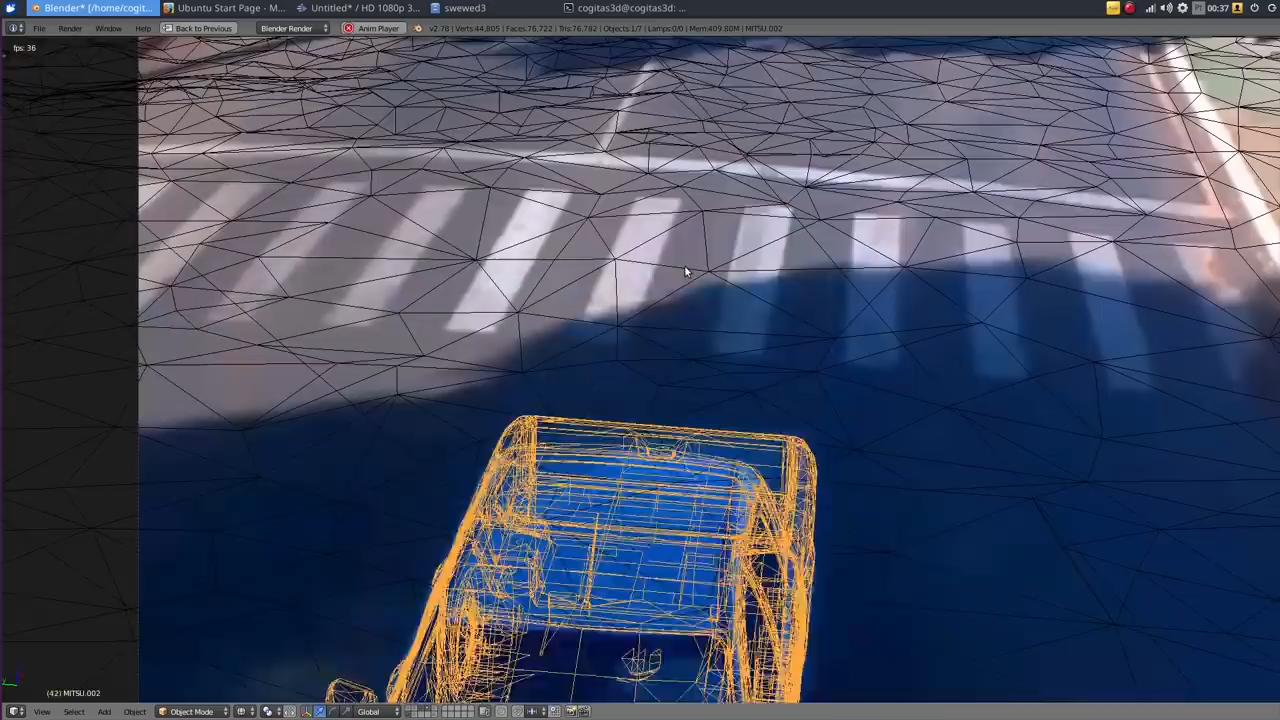 Blender* [/home/cogit...
Ubuntu Start Page - M...
Untitled* / HD 1080p 3...
swewed3
cogitas3d@cogitas3d: ...
Pt
00:37
File
Render
Window
Help
Back to Previous
Blender Render
Anim Player
v2.78 | Verts:44,805 | Faces:76,722 | Tris:76,782 | Objects:1/7 | Lamps:0/0 | Mem:409.80M | MITSU.002
fps: 36
(42) MITSU.002
View
Select
Add
Object
Object Mode
Global